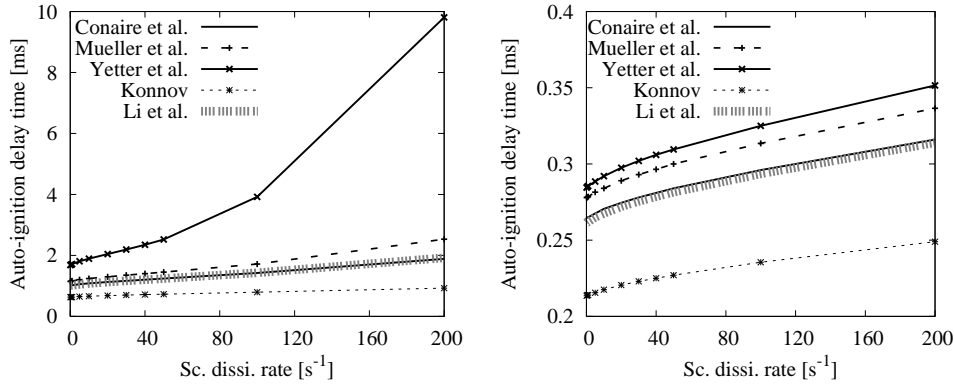 Auto-ignition delay time [ms]
10
8
6
4
2
0
Conaire et al.
Mueller et al.
Yetter et al.
Konnov
Li et al.
0 40 80 120 160 200
Sc. dissi. rate [s⁻¹]
Auto-ignition delay time [ms]
0.4
0.35
0.3
0.25
0.2
Conaire et al.
Mueller et al.
Yetter et al.
Konnov
Li et al.
0 40 80 120 160 200
Sc. dissi. rate [s⁻¹]